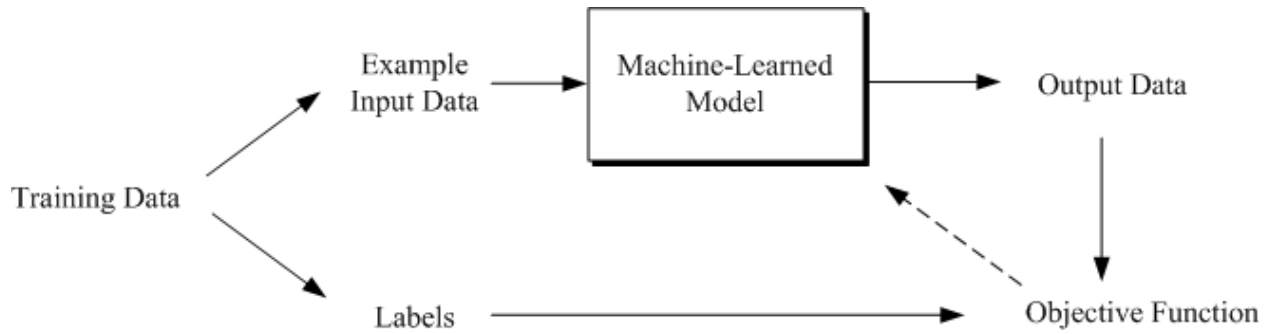 Example
Input Data
Machine-Learned
Model
Output Data
Training Data
Labels
Objective Function